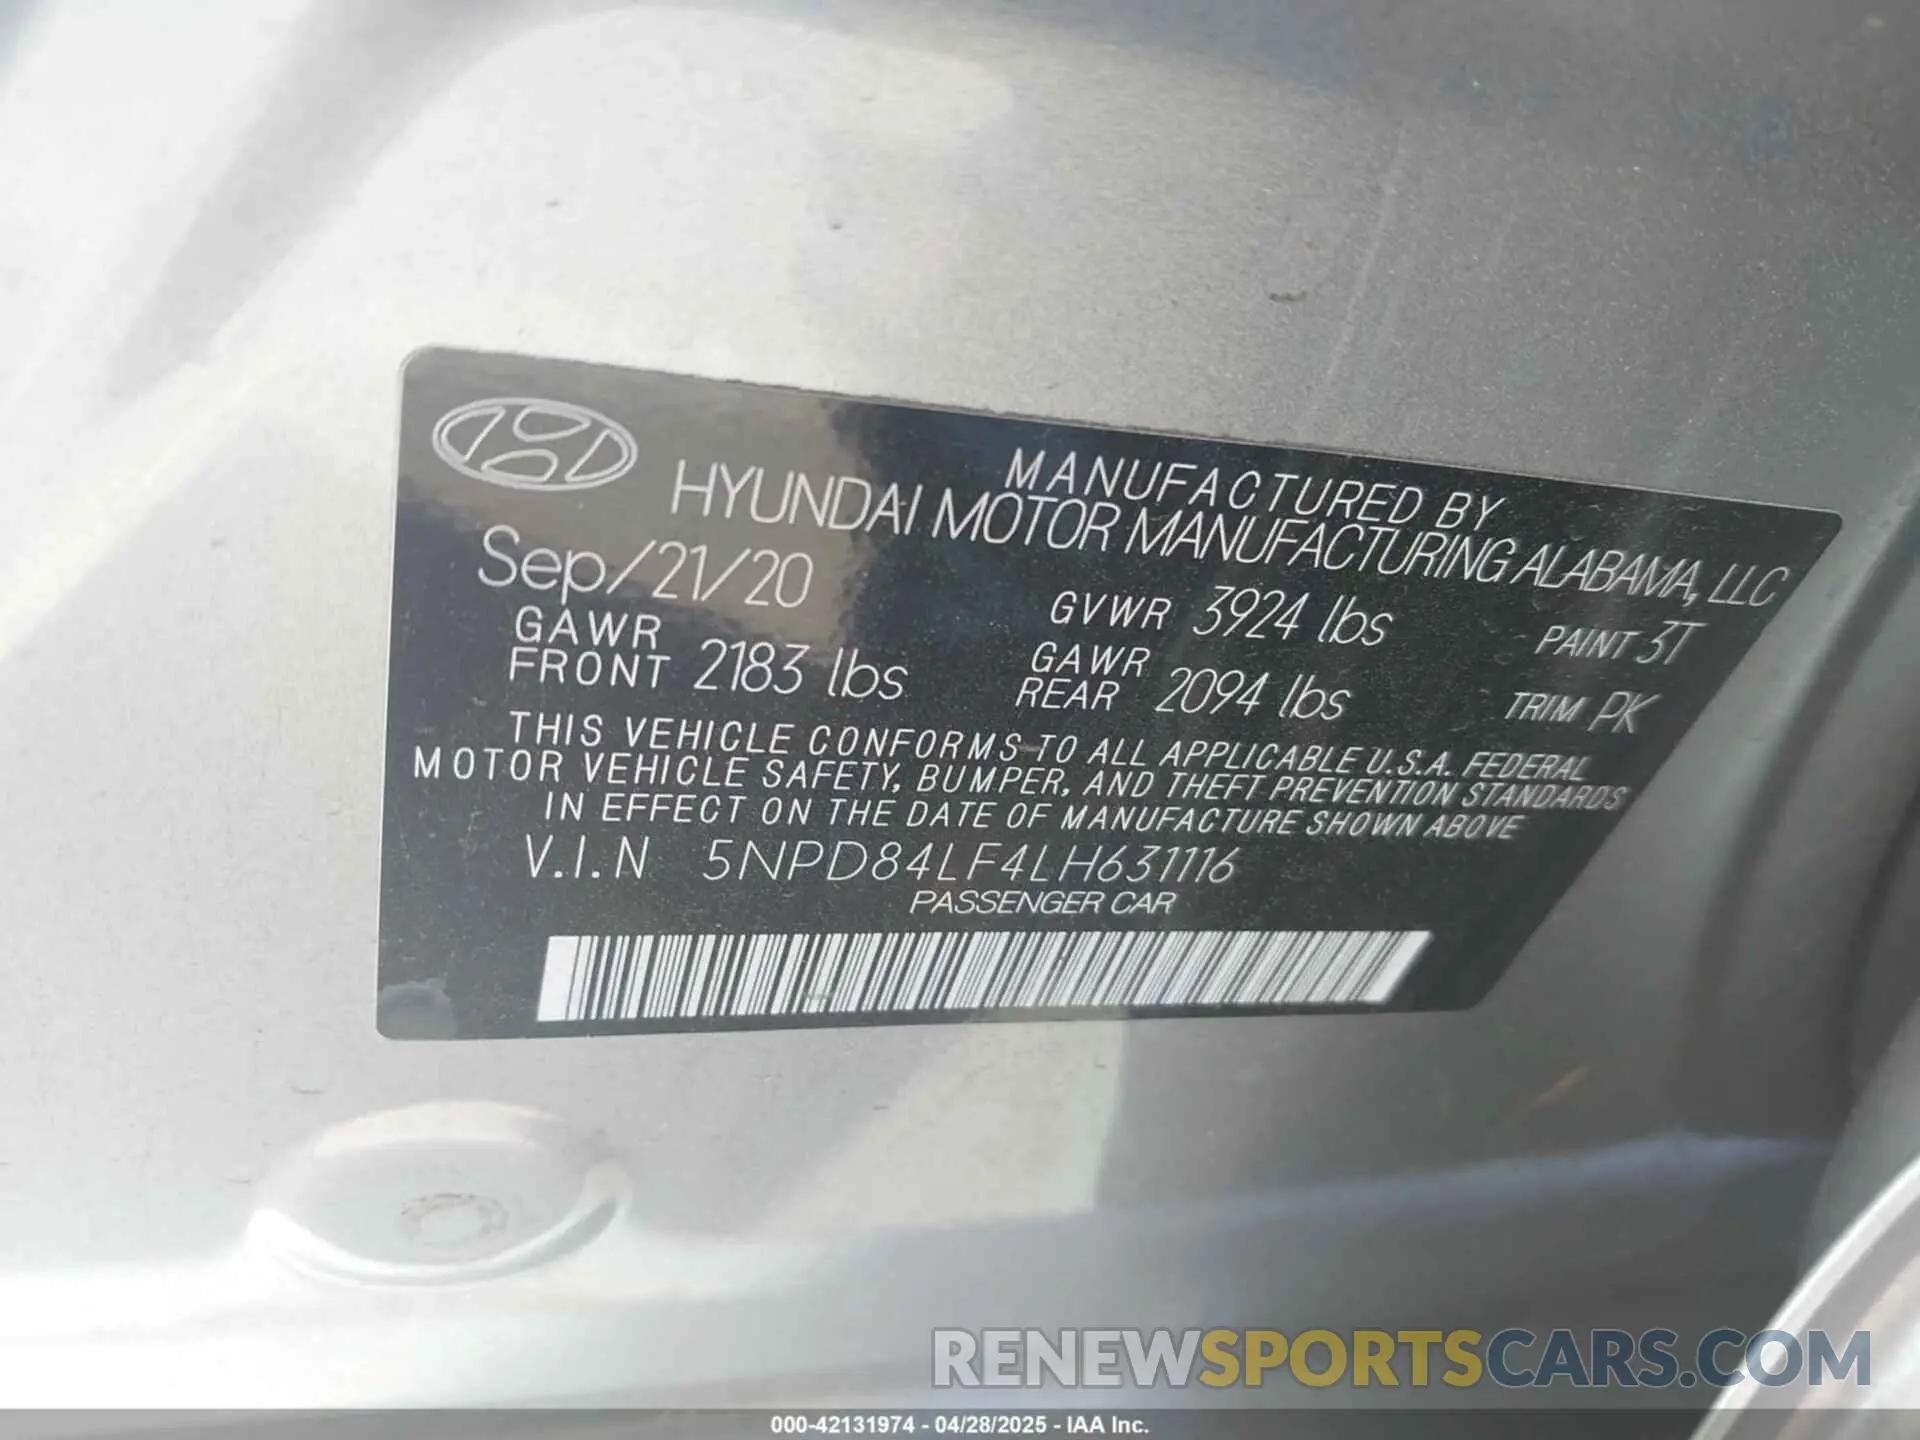 MANUFACTURED BY
HYUNDAI MOTOR MANUFACTURING ALABAMA, LLC
Sep/21/20
GVWR 3924 lbs
PAINT 3T
GAWR FRONT 2183 lbs
GAWR REAR 2094 lbs
TRIM PK
THIS VEHICLE CONFORMS TO ALL APPLICABLE U.S.A. FEDERAL
MOTOR VEHICLE SAFETY, BUMPER, AND THEFT PREVENTION STANDARDS
IN EFFECT ON THE DATE OF MANUFACTURE SHOWN ABOVE
V.I.N 5NPD84LF4LH631116
PASSENGER CAR
RENEWSPORTSCARS.COM
000-42131974 - 04/28/2025 - IAA Inc.